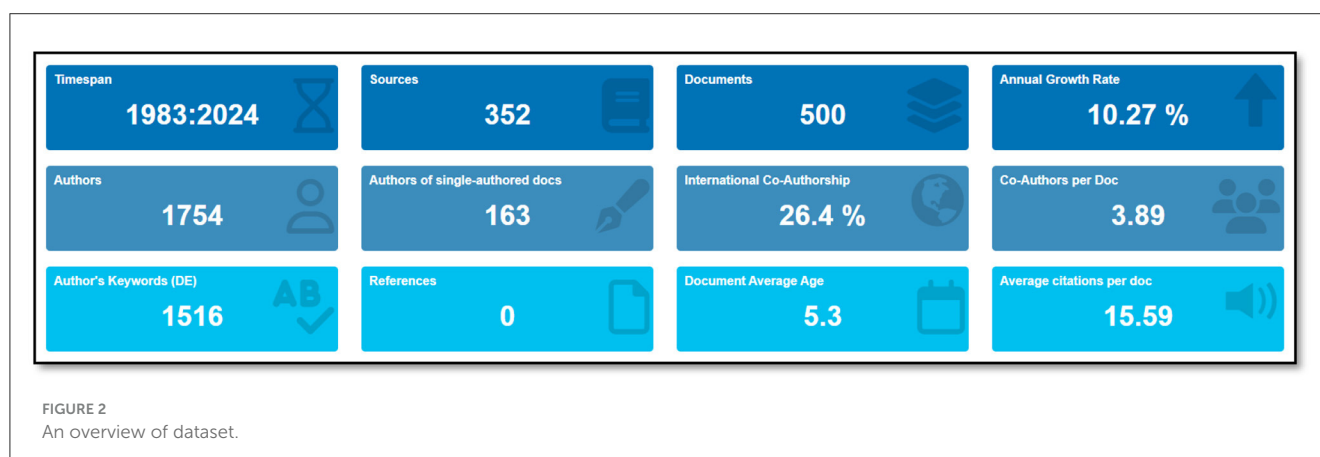 Timespan
1983:2024
Sources
352
Documents
500
Annual Growth Rate
10.27 %
Authors
1754
Authors of single-authored docs
163
International Co-Authorship
26.4 %
Co-Authors per Doc
3.89
Author's Keywords (DE)
1516
AB
References
0
Document Average Age
5.3
Average citations per doc
15.59
FIGURE 2
An overview of dataset.